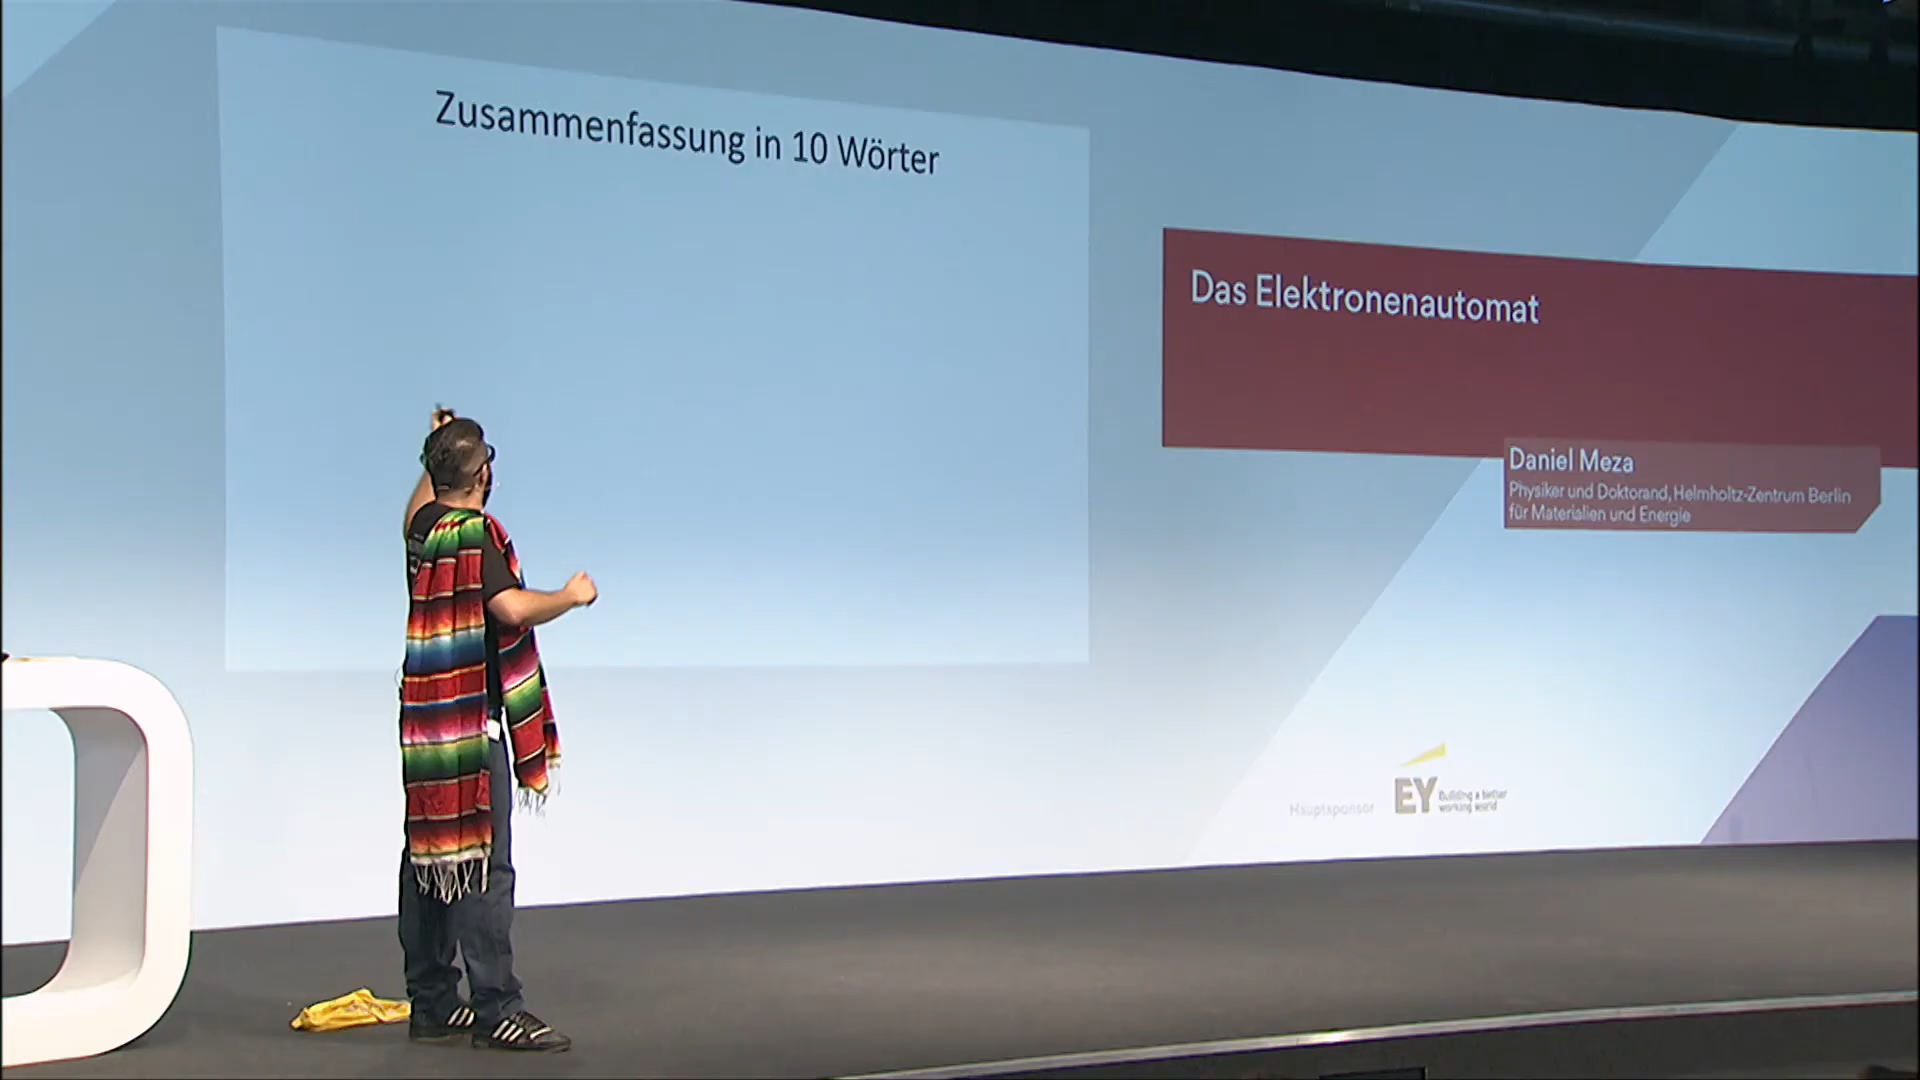 Zusammenfassung in 10 Wörter
Das Elektronenautomat
Daniel Meza
Physiker und Doktorand, Helmholtz-Zentrum Berlin
für Materialien und Energie
Hauptsponsor
EY
Building a better
working world